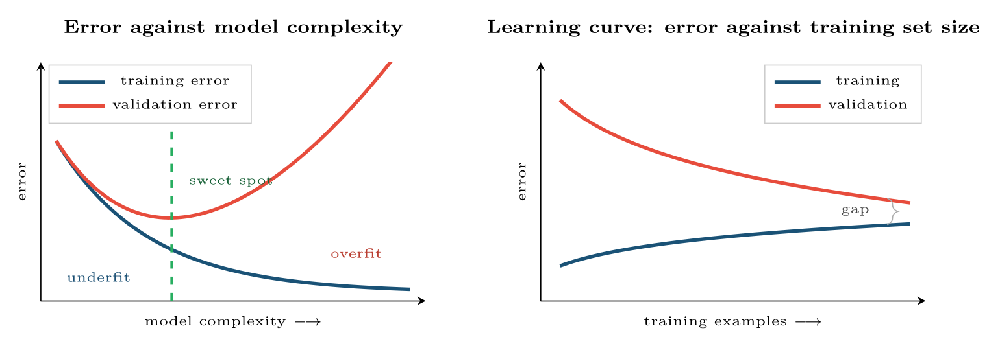 Error against model complexity
training error
validation error
sweet spot
overfit
underfit
error
model complexity ⟶
Learning curve: error against training set size
training
validation
gap
error
training examples ⟶